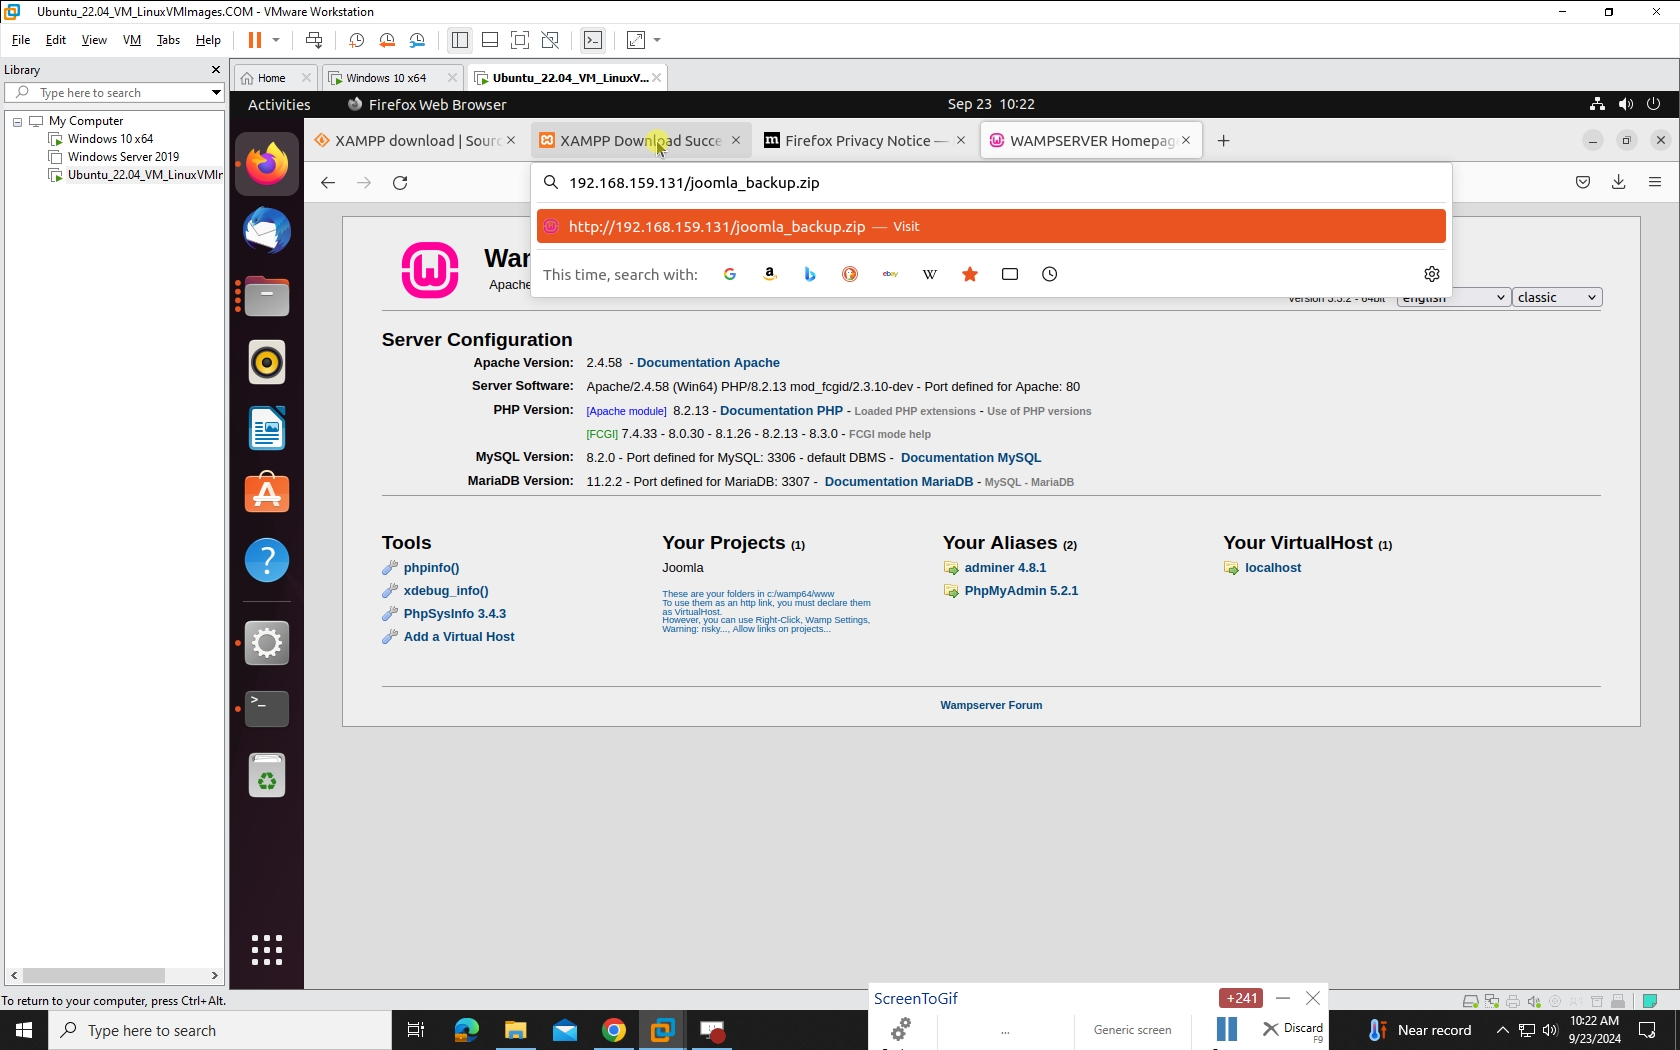 Ubuntu_22.04_VM_LinuxVMImages.COM - VMware Workstation
File Edit View VM Tabs Help
Library
Type here to search
My Computer
Windows 10 x64
Windows Server 2019
Ubuntu_22.04_VM_LinuxVMIr
Home
Windows 10 x64
Ubuntu_22.04_VM_LinuxV...
Activities
Firefox Web Browser
Sep 23 10:22
XAMPP download | Sourc
XAMPP Download Succe
Firefox Privacy Notice —
WAMPSERVER Homepag
192.168.159.131/joomla_backup.zip
http://192.168.159.131/joomla_backup.zip — Visit
This time, search with:
ebay
W
Apache
Version 3.3.2 - 64bit
english
classic
Server Configuration
Apache Version: 2.4.58 - Documentation Apache
Server Software: Apache/2.4.58 (Win64) PHP/8.2.13 mod_fcgid/2.3.10-dev - Port defined for Apache: 80
PHP Version: [Apache module] 8.2.13 - Documentation PHP - Loaded PHP extensions - Use of PHP versions
[FCGI] 7.4.33 - 8.0.30 - 8.1.26 - 8.2.13 - 8.3.0 - FCGI mode help
MySQL Version: 8.2.0 - Port defined for MySQL: 3306 - default DBMS - Documentation MySQL
MariaDB Version: 11.2.2 - Port defined for MariaDB: 3307 - Documentation MariaDB - MySQL - MariaDB
Tools
phpinfo()
xdebug_info()
PhpSysInfo 3.4.3
Add a Virtual Host
Your Projects (1)
Joomla
These are your folders in c:/wamp64/www
To use them as an http link, you must declare them
as VirtualHost.
However, you can use Right-Click, Wamp Settings,
Warning: risky..., Allow links on projects...
Your Aliases (2)
adminer 4.8.1
PhpMyAdmin 5.2.1
Your VirtualHost (1)
localhost
Wampserver Forum
To return to your computer, press Ctrl+Alt.
ScreenToGif
+241
...
Generic screen
Discard
F9
Type here to search
Near record
10:22 AM
9/23/2024